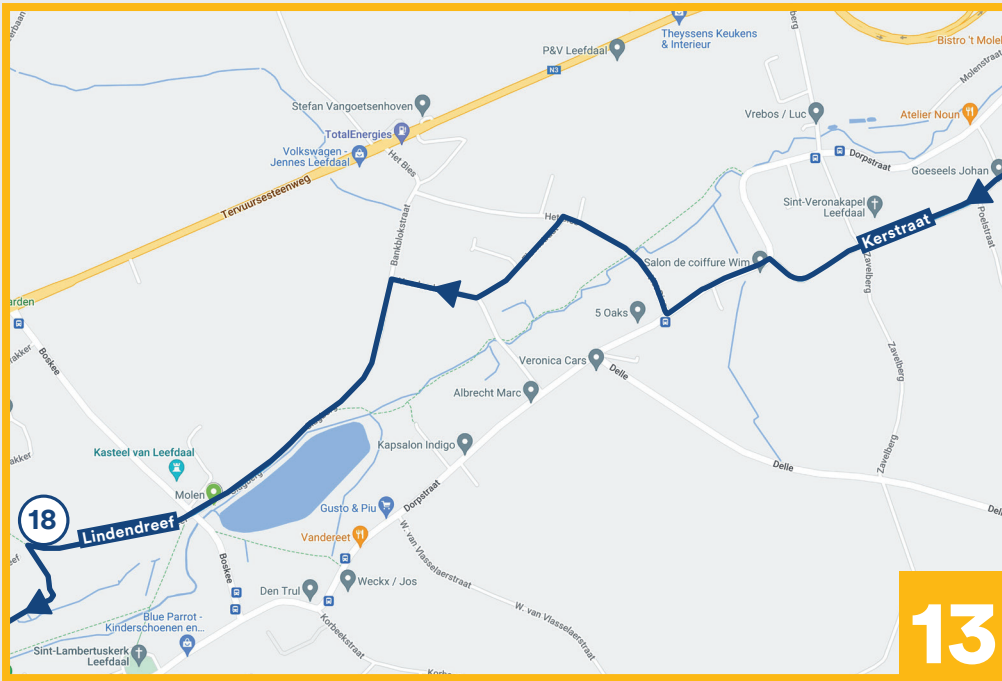 Theyssens Keukens
& Interieur
P&V Leefdaal
N3
Bistro 't
Molenstraat
Stefan Vangoetsenhoven
Vrebos / Luc
Atelier Noun
TotalEnergies
Volkswagen -
Jennes Leefdaal
Het Bies
Dorpstraat
Goeseels Johan
Tervuursesteenweg
Sint-Veronakapel
Leefdaal
Poelstraat
Bankblokstraat
Kerstraat
Salon de coiffure Wim
Zavelberg
5 Oaks
Boskee
Veronica Cars
Delle
Zavelberg
Albrecht Marc
Kapsalon Indigo
Zavelberg
Kasteel van Leefdaal
Delle
Molen
Dorpstraat
Gusto & Piu
18
Lindendreef
Vandereet
W. van Vlasselaerstraat
Boskee
Den Trul
Weckx / Jos
W. van Vlasselaerstraat
Blue Parrot -
Kinderschoenen en...
Korbeekstraat
Sint-Lambertuskerk
Leefdaal
13